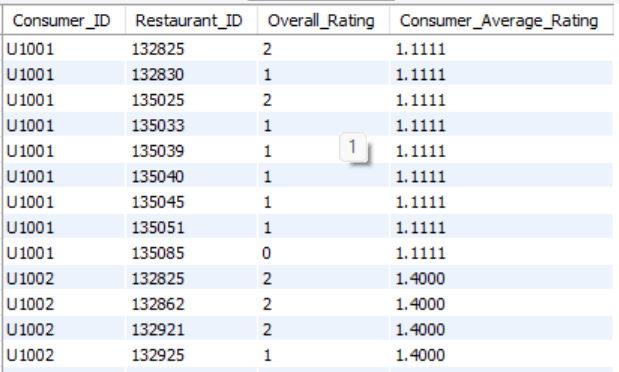 Consumer_ID Restaurant_ID Overall_Rating Consumer_Average_Rating
U1001 132825 2 1.1111
U1001 132830 1 1.1111
U1001 135025 2 1.1111
U1001 135033 1 1.1111
U1001 135039 1 1 1.1111
U1001 135040 1 1.1111
U1001 135045 1 1.1111
U1001 135051 1 1.1111
U1001 135085 0 1.1111
U1002 132825 2 1.4000
U1002 132862 2 1.4000
U1002 132921 2 1.4000
U1002 132925 1 1.4000